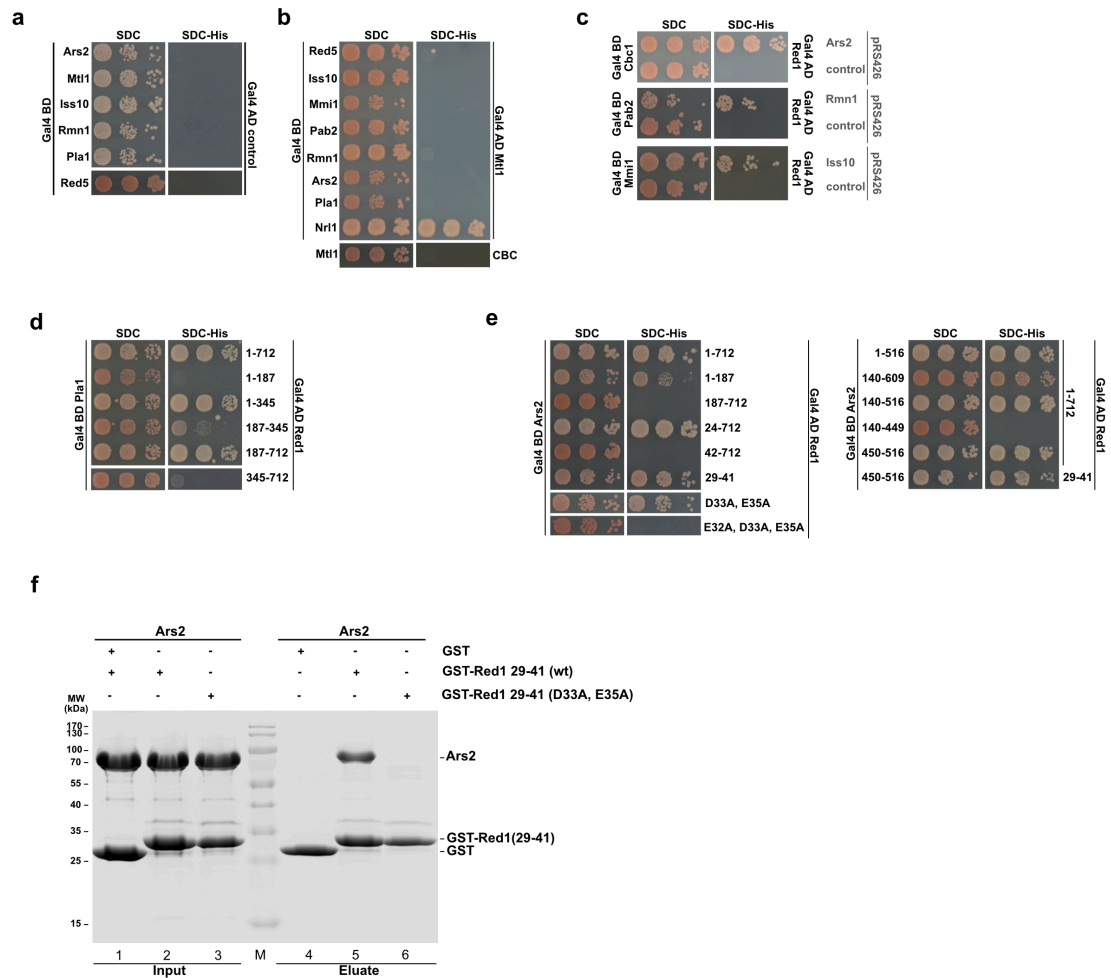 a
SDC SDC-His
Gal4 BD
Ars2
Mtl1
Iss10
Rmn1
Pla1
Red5
Gal4 AD control
b
SDC SDC-His
Gal4 BD
Red5
Iss10
Mmi1
Pab2
Rmn1
Ars2
Pla1
Nrl1
Mtl1 CBC
Gal4 AD Mtl1
c
SDC SDC-His
Gal4 BD
Cbc1
Gal4 AD
Red1
Ars2
control
pRS426
Gal4 BD
Pab2
Gal4 AD
Red1
Rmn1
control
pRS426
Gal4 BD
Mmi1
Gal4 AD
Red1
Iss10
control
pRS426
d
SDC SDC-His
Gal4 BD Pla1
1-712
1-187
1-345
187-345
187-712
345-712
Gal4 AD Red1
e
SDC SDC-His
Gal4 BD Ars2
1-712
1-187
187-712
24-712
42-712
29-41
D33A, E35A
E32A, D33A, E35A
Gal4 AD Red1
SDC SDC-His
Gal4 BD Ars2
1-516
140-609
140-516
140-449
450-516
450-516 29-41
1-712
Gal4 AD Red1
f
Ars2 Ars2
+ - - + - - GST
+ + - - + - GST-Red1 29-41 (wt)
- - + - - + GST-Red1 29-41 (D33A, E35A)
MW
(kDa)
170 –
130 –
100 –
70 –
55 –
40 –
35 –
25 –
15 –
-Ars2
-GST-Red1(29-41)
-GST
1 2 3 M 4 5 6
Input Eluate